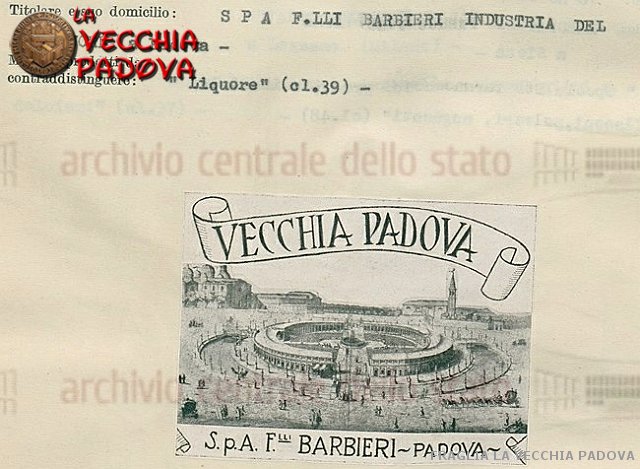 Titolare e suo domicilio: S P A F.LLI BARBIERI INDUSTRIA DEL
LA
VECCHIA
PADOVA
contraddistinguere: " Liquore" (cl.39) -
archivio centrale dello stato
VECCHIA PADOVA
archivio centrale dello stato
S.p.A. F.LLI BARBIERI ~ PADOVA ~
FRAGLIA LA VECCHIA PADOVA